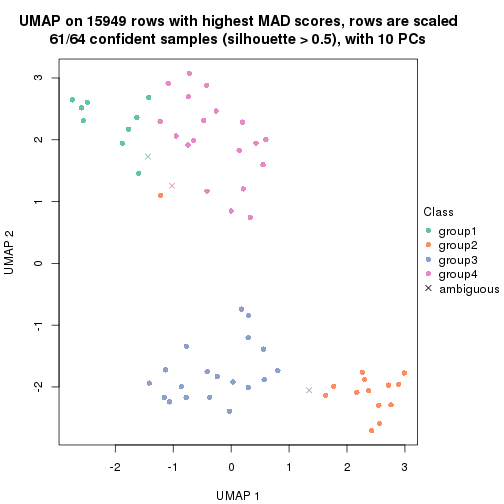 UMAP on 15949 rows with highest MAD scores, rows are scaled
61/64 confident samples (silhouette > 0.5), with 10 PCs
3
2
1
0
-1
-2
UMAP 2
-2
-1
0
1
2
3
UMAP 1
Class
group1
group2
group3
group4
ambiguous